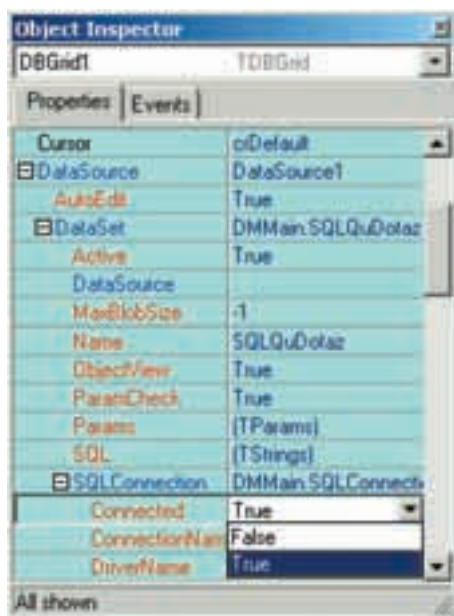 Object Inspector
DBGrid1 TDBGrid
Properties Events
Cursor crDefault
DataSource DataSource1
AutoEdit True
DataSet DMMain.SQLQuDotaz
Active True
DataSource
MaxBlobSize -1
Name SQLQuDotaz
ObjectView True
ParamCheck True
Params (TParams)
SQL (TStrings)
SQLConnection DMMain.SQLConnecti
Connected True
ConnectionNam False
DriverName True
All shown